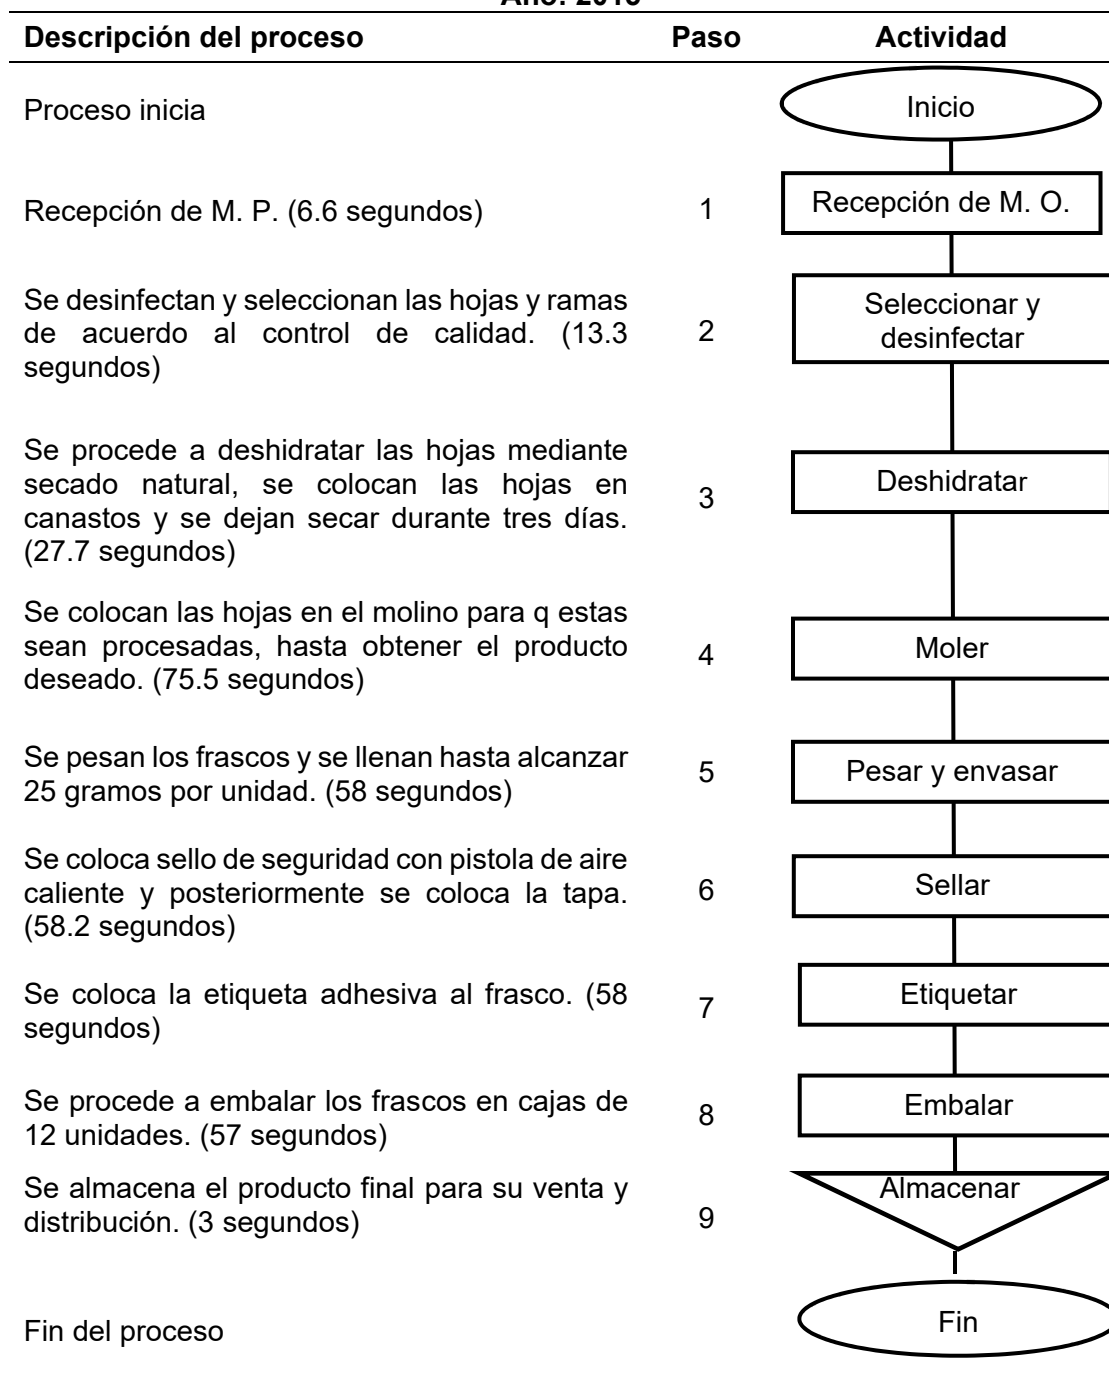 Descripción del proceso Paso Actividad
Proceso inicia Inicio
Recepción de M. P. (6.6 segundos) 1 Recepción de M. O.
Se desinfectan y seleccionan las hojas y ramas
de acuerdo al control de calidad. (13.3
segundos)
2
Seleccionar y
desinfectar
Se procede a deshidratar las hojas mediante
secado natural, se colocan las hojas en
canastos y se dejan secar durante tres días.
(27.7 segundos)
3
Deshidratar
Se colocan las hojas en el molino para q estas
sean procesadas, hasta obtener el producto
deseado. (75.5 segundos)
4
Moler
Se pesan los frascos y se llenan hasta alcanzar
25 gramos por unidad. (58 segundos)
5
Pesar y envasar
Se coloca sello de seguridad con pistola de aire
caliente y posteriormente se coloca la tapa.
(58.2 segundos)
6
Sellar
Se coloca la etiqueta adhesiva al frasco. (58
segundos)
7
Etiquetar
Se procede a embalar los frascos en cajas de
12 unidades. (57 segundos)
8
Embalar
Se almacena el producto final para su venta y
distribución. (3 segundos)
9
Almacenar
Fin del proceso
Fin